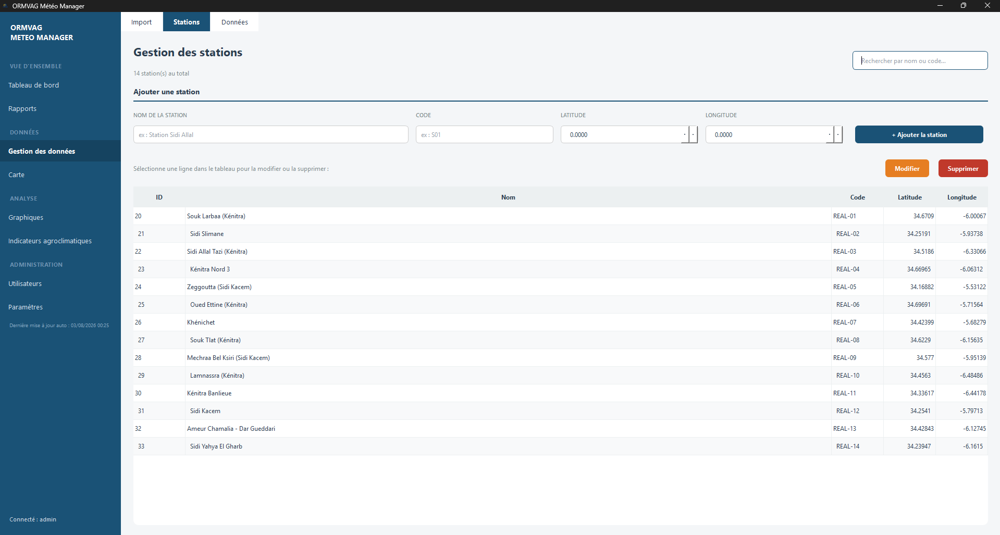 ORMVAG Météo Manager
ORMVAG
METEO MANAGER
VUE D'ENSEMBLE
Tableau de bord
Rapports
DONNÉES
Gestion des données
Carte
ANALYSE
Graphiques
Indicateurs agroclimatiques
ADMINISTRATION
Utilisateurs
Paramètres
Dernière mise à jour auto : 03/08/2026 00:25
Connecté : admin
Import Stations Données
Gestion des stations
Rechercher par nom ou code...
14 station(s) au total
Ajouter une station
NOM DE LA STATION CODE LATITUDE LONGITUDE
ex : Station Sidi Allal ex : S01 0.0000 0.0000 + Ajouter la station
Sélectionne une ligne dans le tableau pour la modifier ou la supprimer : Modifier Supprimer
ID Nom Code Latitude Longitude
20 Souk Larbaa (Kénitra) REAL-01 34.6709 -6.00067
21 Sidi Slimane REAL-02 34.25191 -5.93738
22 Sidi Allal Tazi (Kénitra) REAL-03 34.5186 -6.33066
23 Kénitra Nord 3 REAL-04 34.66965 -6.06312
24 Zeggoutta (Sidi Kacem) REAL-05 34.16882 -5.53122
25 Oued Ettine (Kénitra) REAL-06 34.69691 -5.71564
26 Khénichet REAL-07 34.42399 -5.68279
27 Souk Tlat (Kénitra) REAL-08 34.6229 -6.15635
28 Mechraa Bel Ksiri (Sidi Kacem) REAL-09 34.577 -5.95139
29 Lamnassra (Kénitra) REAL-10 34.4563 -6.48486
30 Kénitra Banlieue REAL-11 34.33617 -6.44178
31 Sidi Kacem REAL-12 34.2541 -5.79713
32 Ameur Chamalia - Dar Gueddari REAL-13 34.42843 -6.12745
33 Sidi Yahya El Gharb REAL-14 34.23947 -6.1615